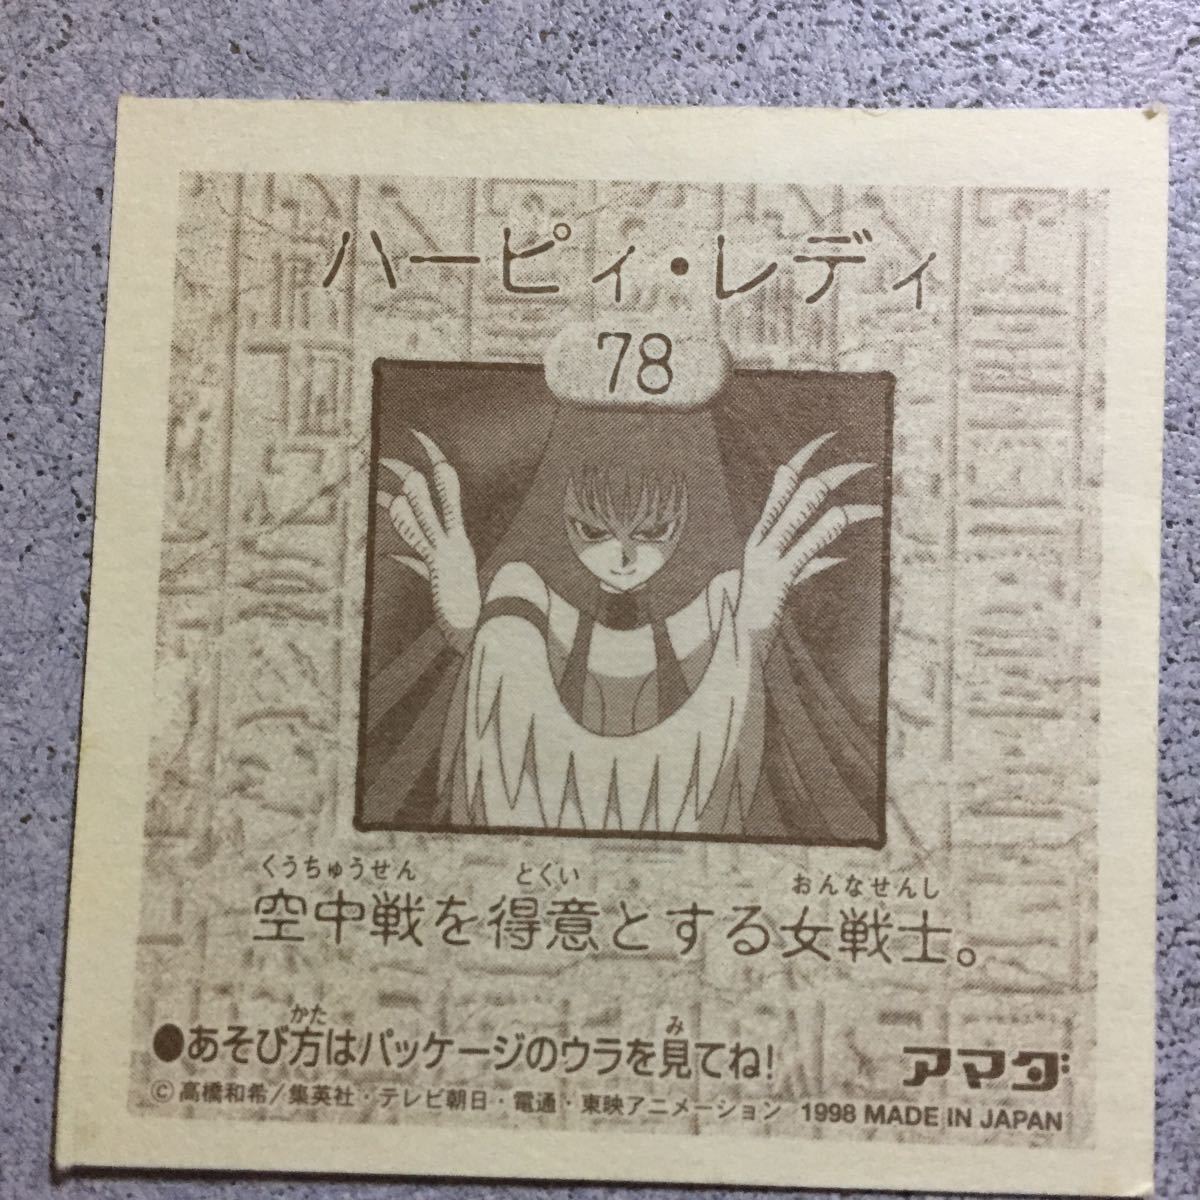 ハーピィ・レディ
78
くうちゅうせん とくい おんなせんし
空中戦を得意とする女戦士。
かた み
●あそび方はパッケージのウラを見てね!
アマダ
©高橋和希/集英社・テレビ朝日・電通・東映アニメーション 1998 MADE IN JAPAN